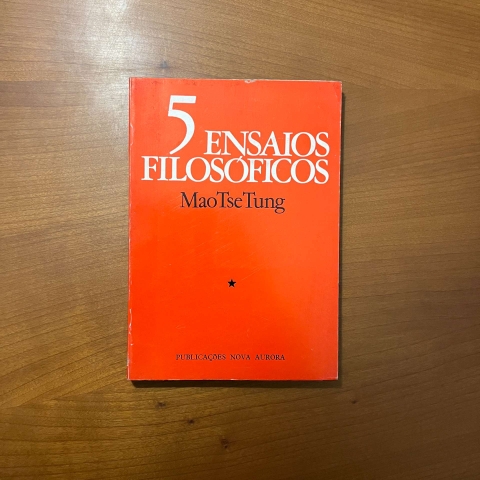 5 ENSAIOS
FILOSÓFICOS
MaoTseTung
PUBLICAÇÕES NOVA AURORA